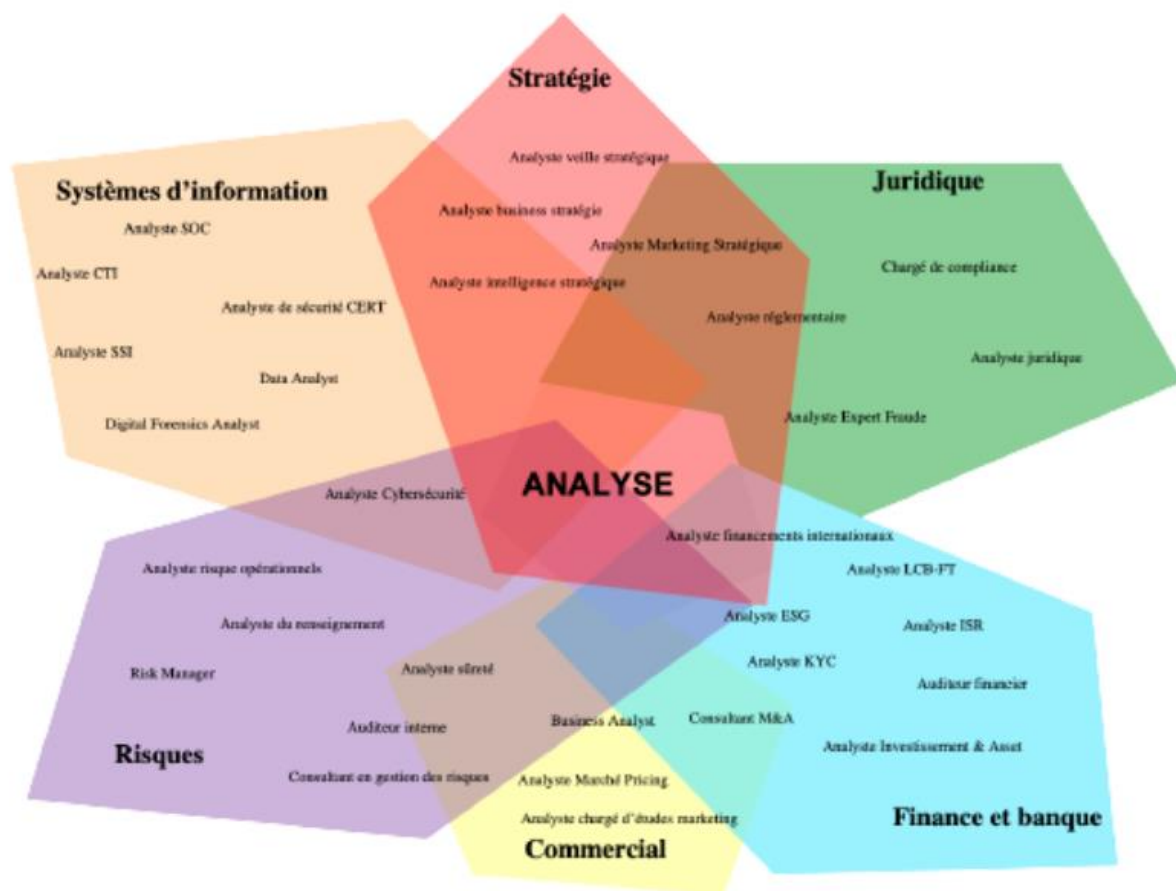 Stratégie
Analyste veille stratégique
Analyste business stratégie
Analyste Marketing Stratégique
Analyste intelligence stratégique
Systèmes d'information
Analyste SOC
Analyste CTI
Analyste de sécurité CERT
Analyste SSI
Data Analyst
Digital Forensics Analyst
Juridique
Chargé de compliance
Analyste réglementaire
Analyste juridique
Analyste Expert Fraude
ANALYSE
Analyste Cybersécurité
Analyste risque opérationnels
Analyste du renseignement
Risk Manager
Analyste sûreté
Auditeur interne
Risques
Consultant en gestion des risques
Business Analyst
Analyste Marché Pricing
Analyste chargé d'études marketing
Commercial
Analyste financements internationaux
Analyste LCB-FT
Analyste ESG
Analyste ISR
Analyste KYC
Auditeur financier
Consultant M&A
Analyste Investissement & Asset
Finance et banque